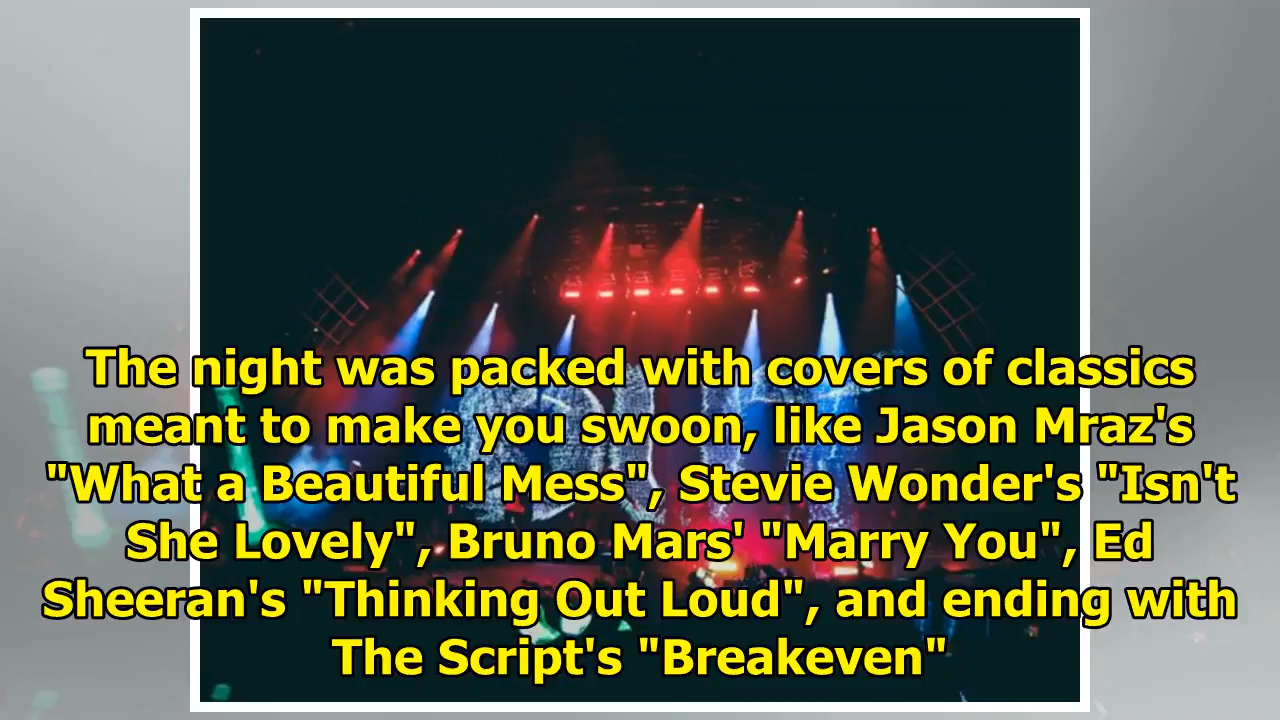 The night was packed with covers of classics
meant to make you swoon, like Jason Mraz's
"What a Beautiful Mess", Stevie Wonder's "Isn't
She Lovely", Bruno Mars' "Marry You", Ed
Sheeran's "Thinking Out Loud", and ending with
The Script's "Breakeven"